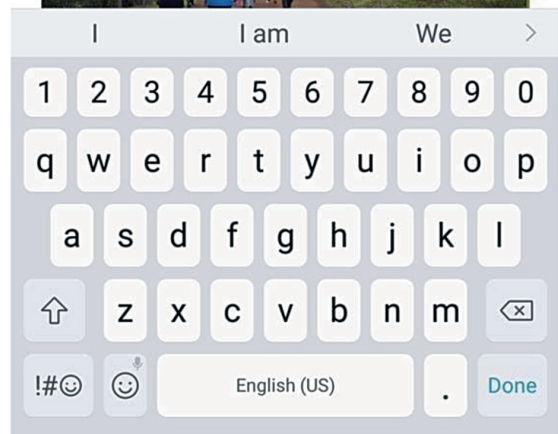 I I am We
1 2 3 4 5 6 7 8 9 0
q w e r t y u i o p
a s d f g h j k l
z x c v b n m
!#☺ English (US) . Done